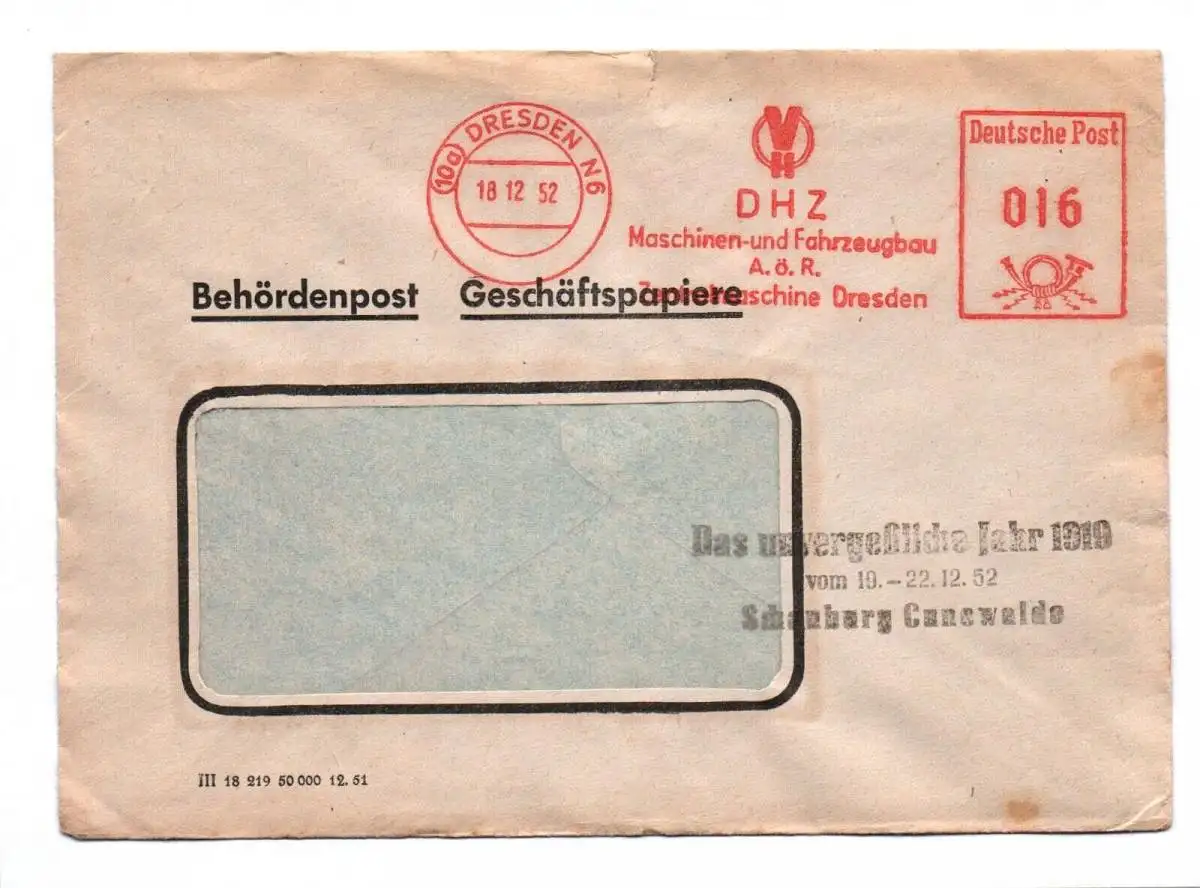 (10a) DRESDEN N6
18 12 52
VH
DHZ
Maschinen-und Fahrzeugbau
A.ö.R.
Dresden
Deutsche Post
016
Behördenpost Geschäftspapiere
Das unvergeßliche Jahr 1919
vom 19.-22.12.52
Schauburg Cunewalde
III 18 219 50 000 12.51